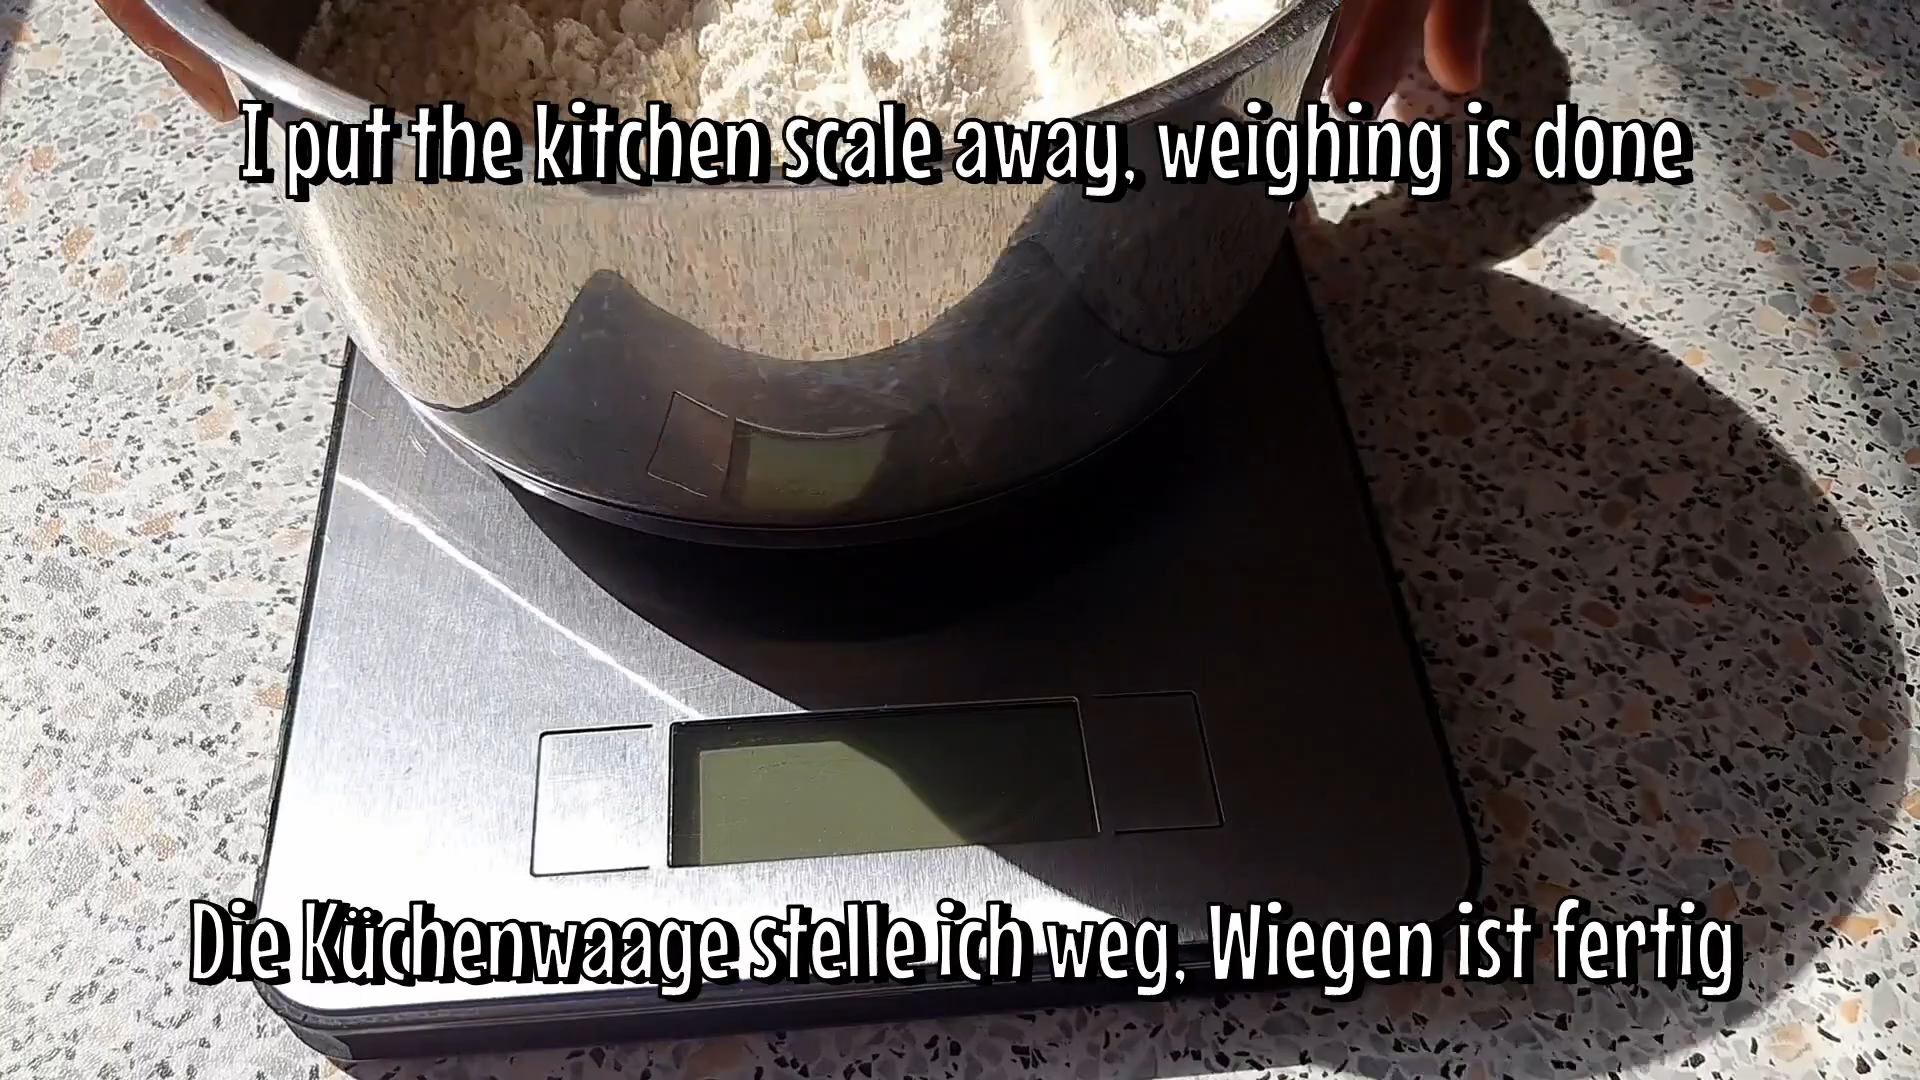 I put the kitchen scale away, weighing is done
Die Küchenwaage stelle ich weg, Wiegen ist fertig